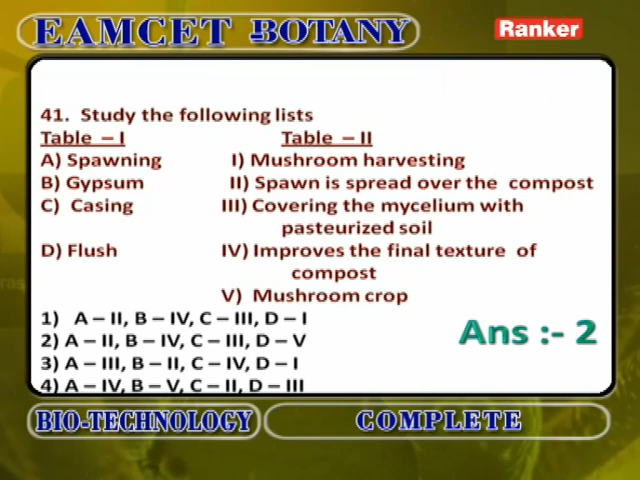 EAMCET BOTANY
Ranker
41. Study the following lists
Table – I Table – II
A) Spawning I) Mushroom harvesting
B) Gypsum II) Spawn is spread over the compost
C) Casing III) Covering the mycelium with
pasteurized soil
D) Flush IV) Improves the final texture of
compost
V) Mushroom crop
1) A – II, B – IV, C – III, D – I
2) A – II, B – IV, C – III, D – V
3) A – III, B – II, C – IV, D – I
4) A – IV, B – V, C – II, D – III
Ans :- 2
BIO-TECHNOLOGY
COMPLETE